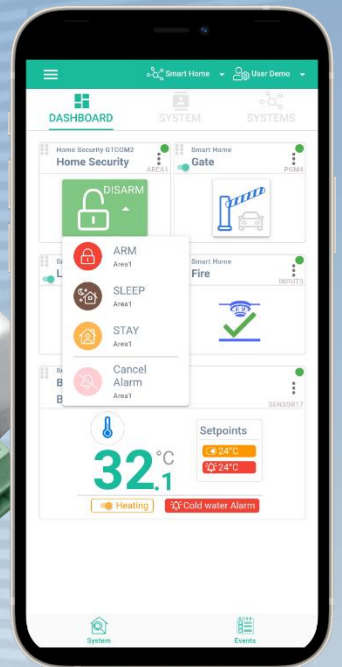 Smart Home
User Demo
DASHBOARD
SYSTEM
SYSTEMS
Home Security GTCOM2
Home Security
AREA1
Smart Home
Gate
PGM4
DISARM
ARM
Area1
SLEEP
Area1
STAY
Area1
Cancel
Alarm
Area1
Smart Home
Fire
INPUT5
SENSOR17
Setpoints
24°C
24°C
32.1 °C
Heating
Cold water Alarm
System
Events